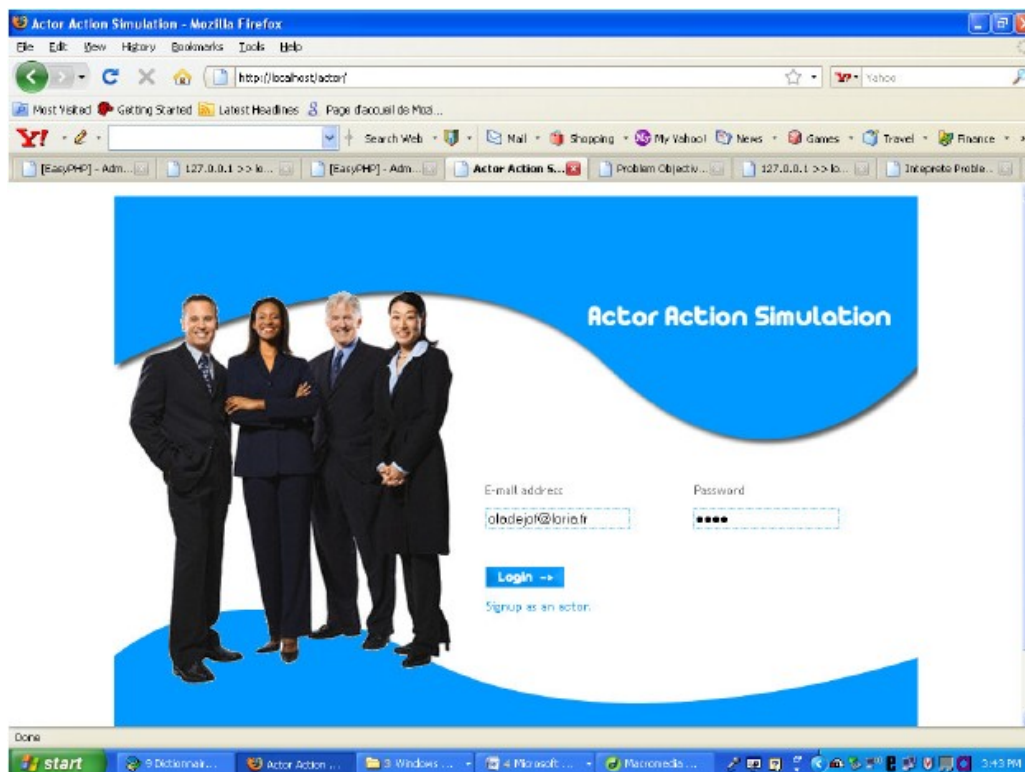 Actor Action Simulation - Mozilla Firefox
File Edit View History Bookmarks Tools Help
http://localhost/actor/ Yahoo
Most Visited Getting Started Latest Headlines Page d'accueil de Mozi...
Y! Search Web Mail Shopping My Yahoo! News Games Travel Finance
[EasyPHP] - Adm... 127.0.0.1 >> lo... [EasyPHP] - Adm... Actor Action S... Problem Objectiv... 127.0.0.1 >> lo... Inteprete Proble...
Actor Action Simulation
E-mail address Password
oladejof@loria.fr
Login
Signup as an actor.
Done
start 9 Dictionnair... Actor Action ... 3 Windows ... 4 Microsoft ... Macromedia ... 3:43 PM